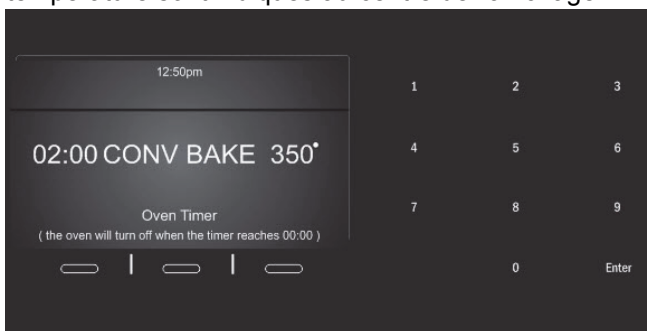 12:50pm
02:00 CONV BAKE 350°
Oven Timer
( the oven will turn off when the timer reaches 00:00 )
1 2 3
4 5 6
7 8 9
0 Enter